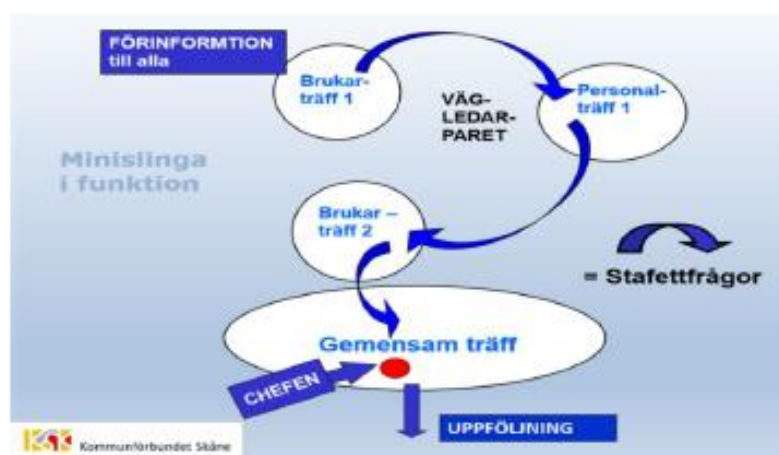 FÖRINFORMTION
till alla
Brukar-
träff 1
VÄG-
LEDAR-
PARET
Personal-
träff 1
Minislinga
i funktion
Brukar –
träff 2
= Stafettfrågor
Gemensam träff
CHEFEN
UPPFÖLJNING
Kommunförbundet Skåne